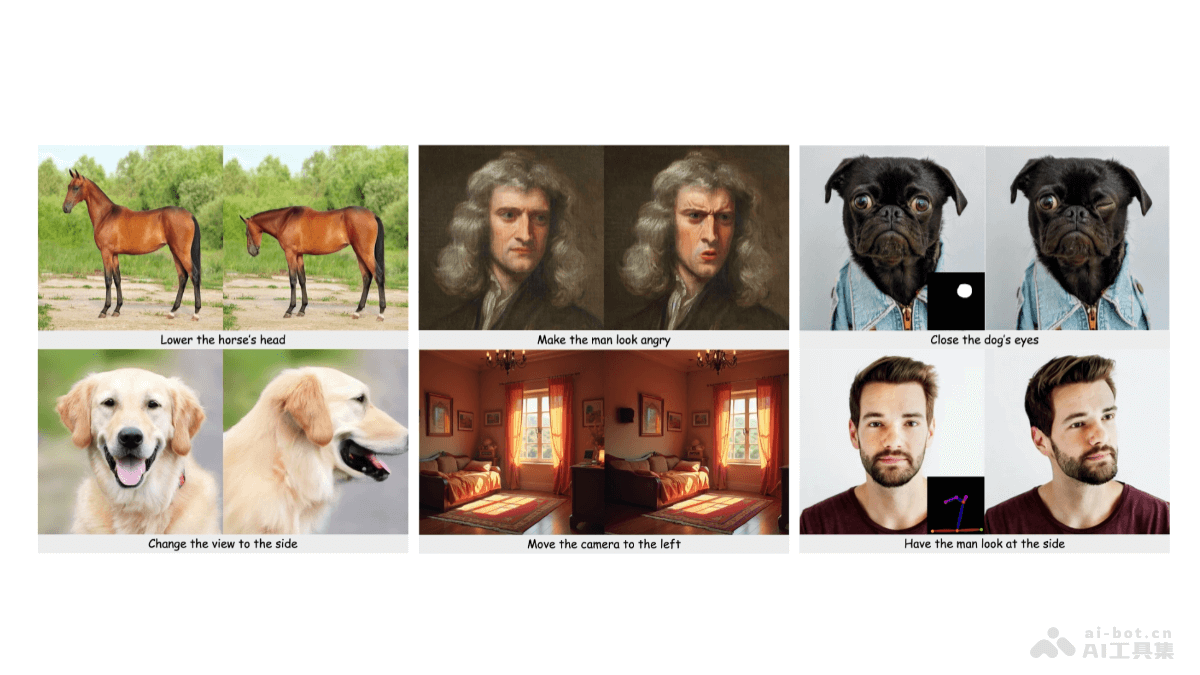 Lower the horse's head
Make the man look angry
Close the dog's eyes
Change the view to the side
Move the camera to the left
Have the man look at the side
ai-bot.cn
AI工具集